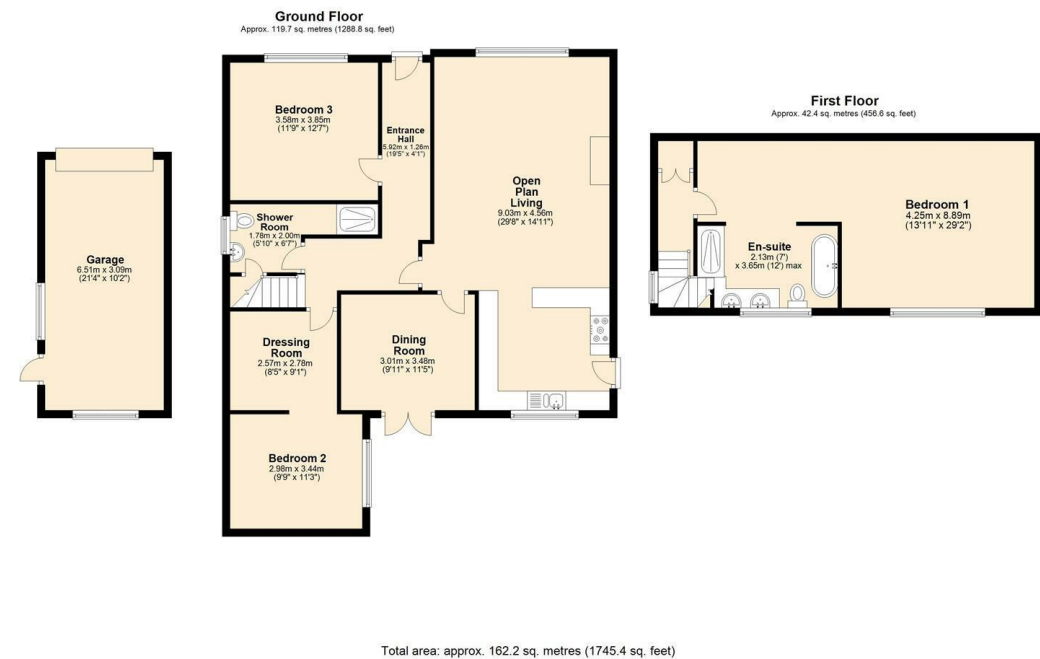 Ground Floor
Approx. 119.7 sq. metres (1288.8 sq. feet)
Bedroom 3
3.58m x 3.85m
(11'9" x 12'7")
Entrance
Hall
5.92m x 1.26m
(19'5" x 4'1")
Open
Plan
Living
9.03m x 4.56m
(29'8" x 14'11")
Shower
Room
1.78m x 2.00m
(5'10" x 6'7")
Garage
6.51m x 3.09m
(21'4" x 10'2")
Dressing
Room
2.57m x 2.78m
(8'5" x 9'1")
Dining
Room
3.01m x 3.48m
(9'11" x 11'5")
Bedroom 2
2.98m x 3.44m
(9'9" x 11'3")
First Floor
Approx. 42.4 sq. metres (456.6 sq. feet)
Bedroom 1
4.25m x 8.89m
(13'11" x 29'2")
En-suite
2.13m (7')
x 3.65m (12') max
Total area: approx. 162.2 sq. metres (1745.4 sq. feet)